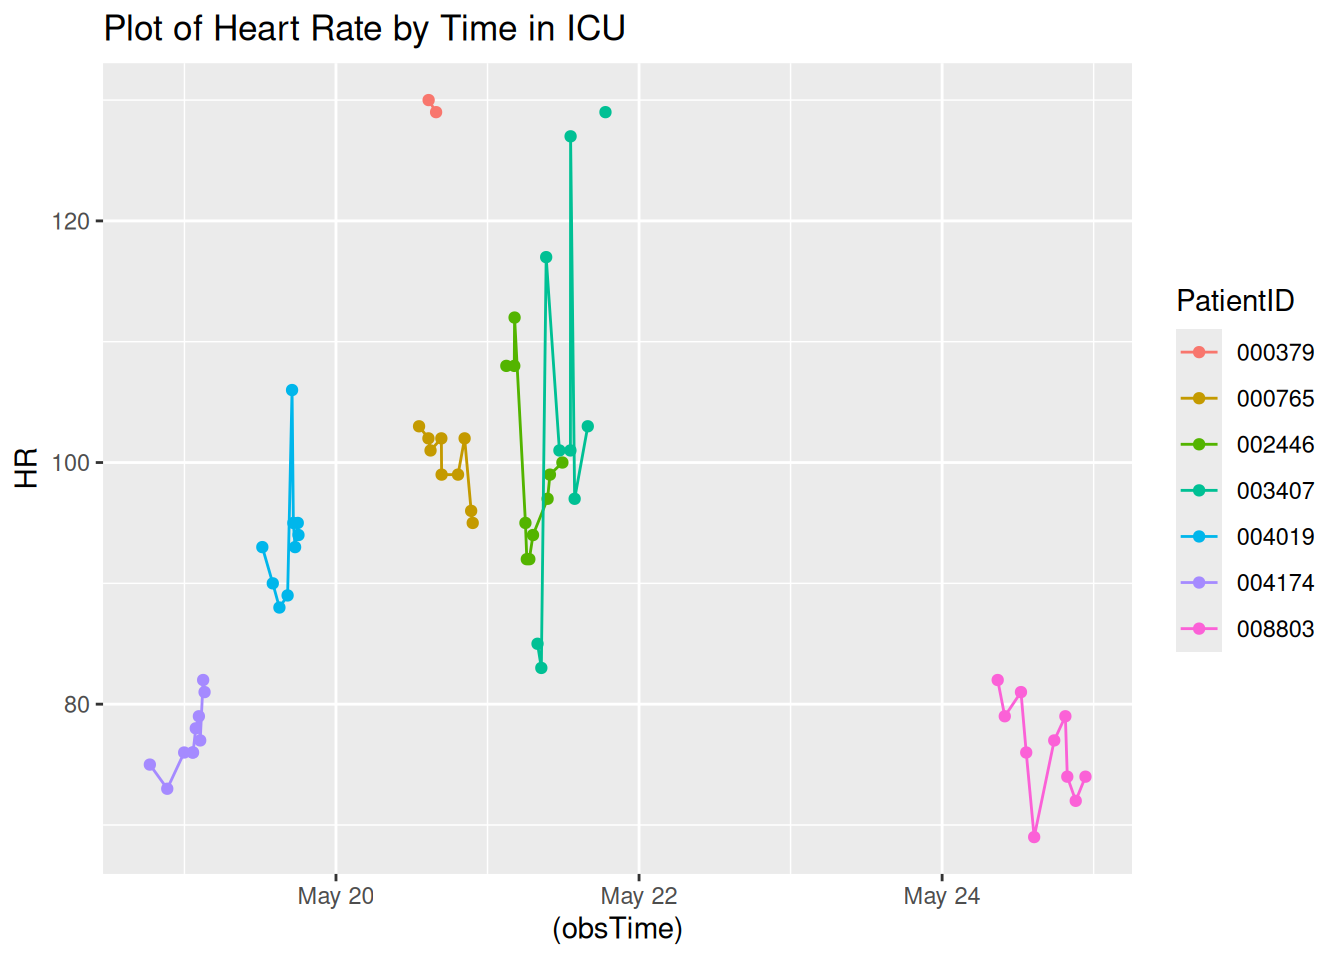 Plot of Heart Rate by Time in ICU
HR
120
100
80
May 20
May 22
May 24
(obsTime)
PatientID
000379
000765
002446
003407
004019
004174
008803